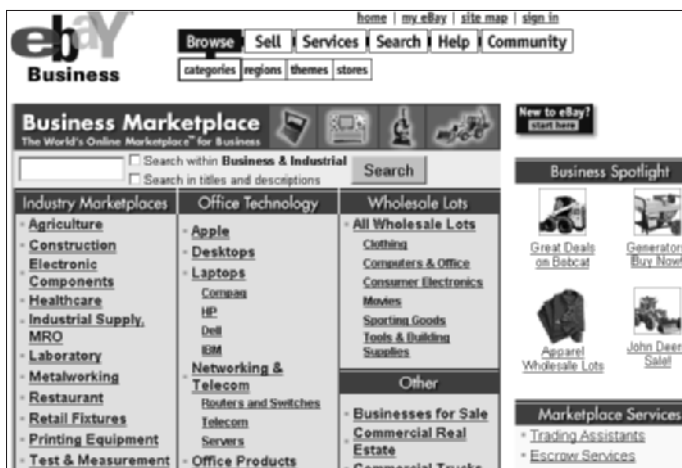 home | my eBay | site map | sign in
ebay
Business
Browse Sell Services Search Help Community
categories regions themes stores
Business Marketplace
The World's Online Marketplace™ for Business
New to eBay?
start here
Search within Business & Industrial
Search in titles and descriptions
Search
Industry Marketplaces
Agriculture
Construction
Electronic
Components
Healthcare
Industrial Supply,
MRO
Laboratory
Metalworking
Restaurant
Retail Fixtures
Printing Equipment
Test & Measurement
Office Technology
Apple
Desktops
Laptops
Compaq
HP
Dell
IBM
Networking &
Telecom
Routers and Switches
Telecom
Servers
Office Products
Wholesale Lots
All Wholesale Lots
Clothing
Computers & Office
Consumer Electronics
Movies
Sporting Goods
Tools & Building
Supplies
Other
Businesses for Sale
Commercial Real
Estate
Commercial Trucks
Business Spotlight
Great Deals
on Bobcat
Generator
Buy Now!
Apparel
Wholesale Lots
John Deer
Sale!
Marketplace Services
Trading Assistants
Escrow Services